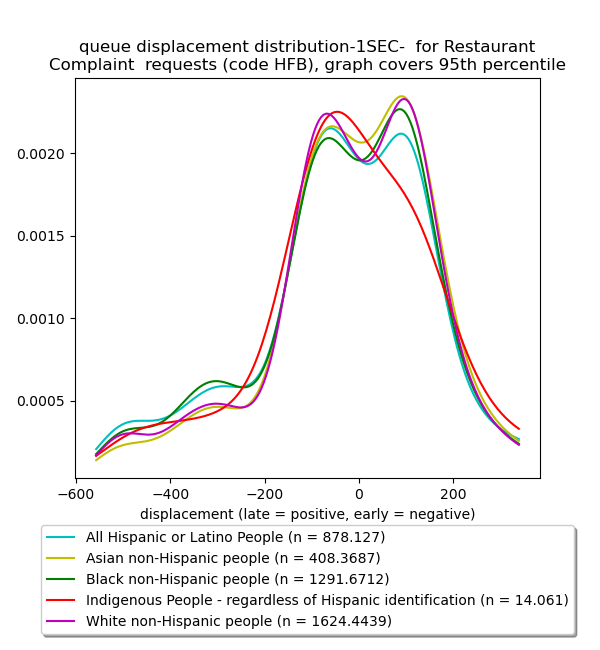 queue displacement distribution-1SEC-  for Restaurant
Complaint  requests (code HFB), graph covers 95th percentile
0.0020
0.0015
0.0010
0.0005
−600 −400 −200 0 200
displacement (late = positive, early = negative)
All Hispanic or Latino People (n = 878.127)
Asian non-Hispanic people (n = 408.3687)
Black non-Hispanic people (n = 1291.6712)
Indigenous People - regardless of Hispanic identification (n = 14.061)
White non-Hispanic people (n = 1624.4439)